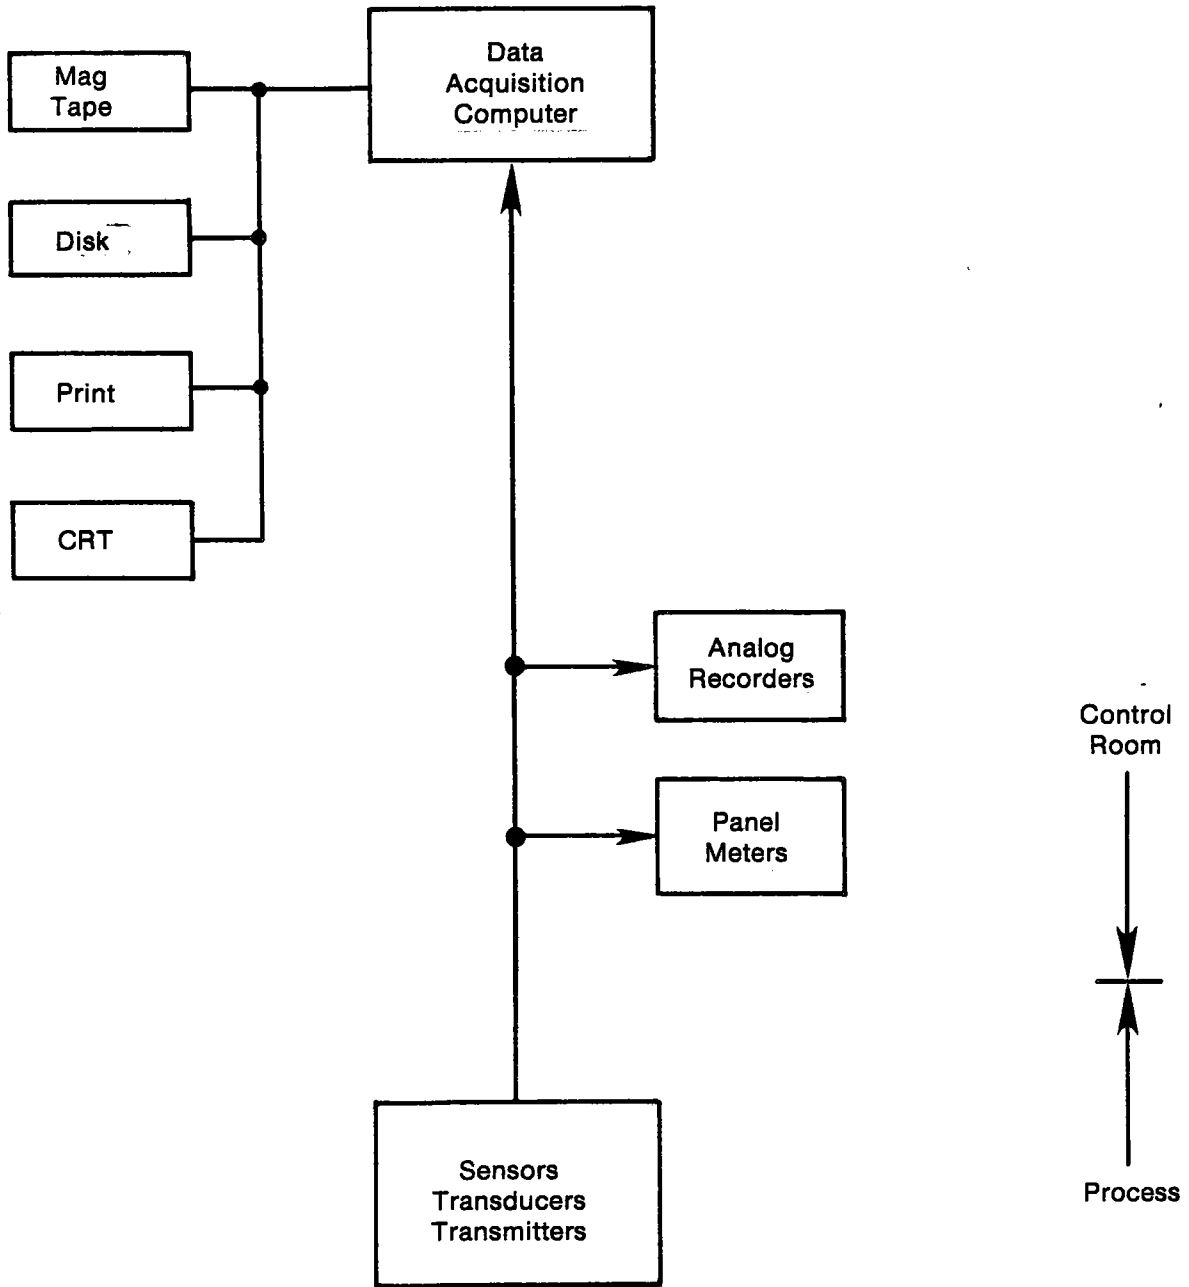 Data
Acquisition
Computer
Mag
Tape
Disk
Print
CRT
Analog
Recorders
Control
Room
Panel
Meters
Sensors
Transducers
Transmitters
Process